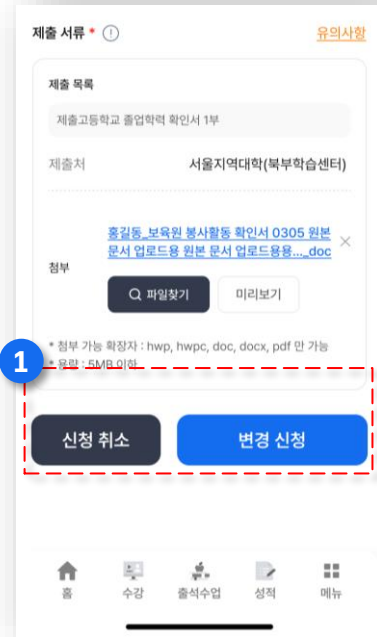 제출 서류 * ! 유의사항
제출 목록
제출고등학교 졸업학력 확인서 1부
제출처 서울지역대학(북부학습센터)
홍길동_보육원 봉사활동 확인서 0305 원본
문서 업로드용 원본 문서 업로드용용..._doc
첨부
파일찾기 미리보기
* 첨부 가능 확장자 : hwp, hwpc, doc, docx, pdf 만 가능
* 용량 : 5MB 이하
1
신청 취소 변경 신청
홈 수강 출석수업 성적 메뉴